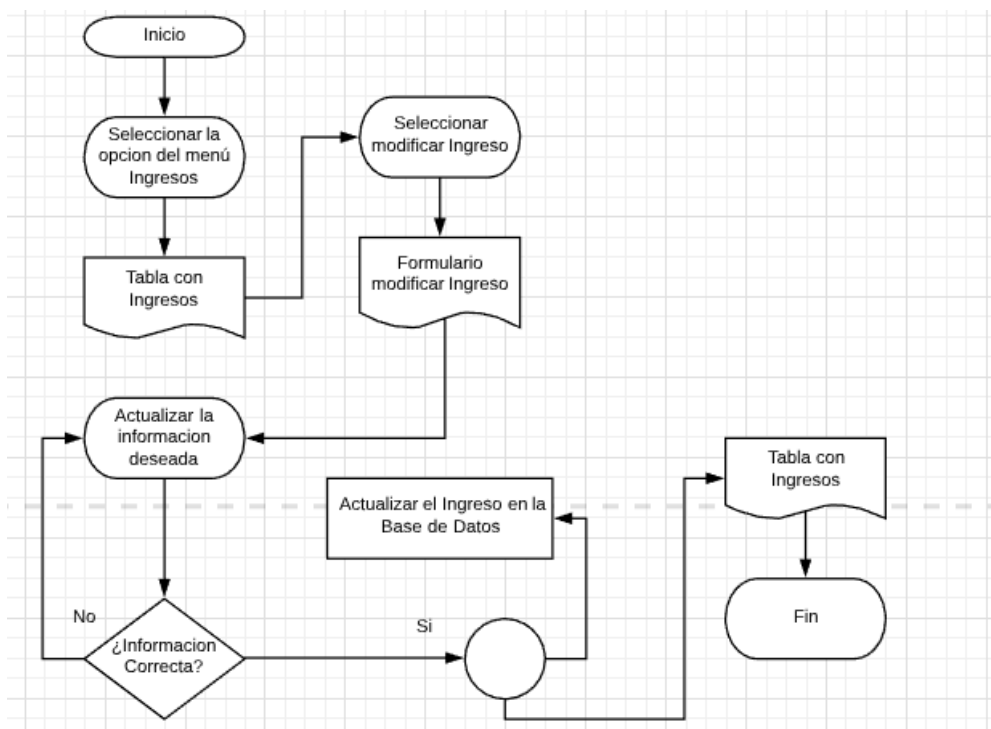 Inicio
Seleccionar la
opcion del menú
Ingresos
Tabla con
Ingresos
Seleccionar
modificar Ingreso
Formulario
modificar Ingreso
Actualizar la
informacion
deseada
¿Informacion
Correcta?
No
Si
Actualizar el Ingreso en la
Base de Datos
Tabla con
Ingresos
Fin